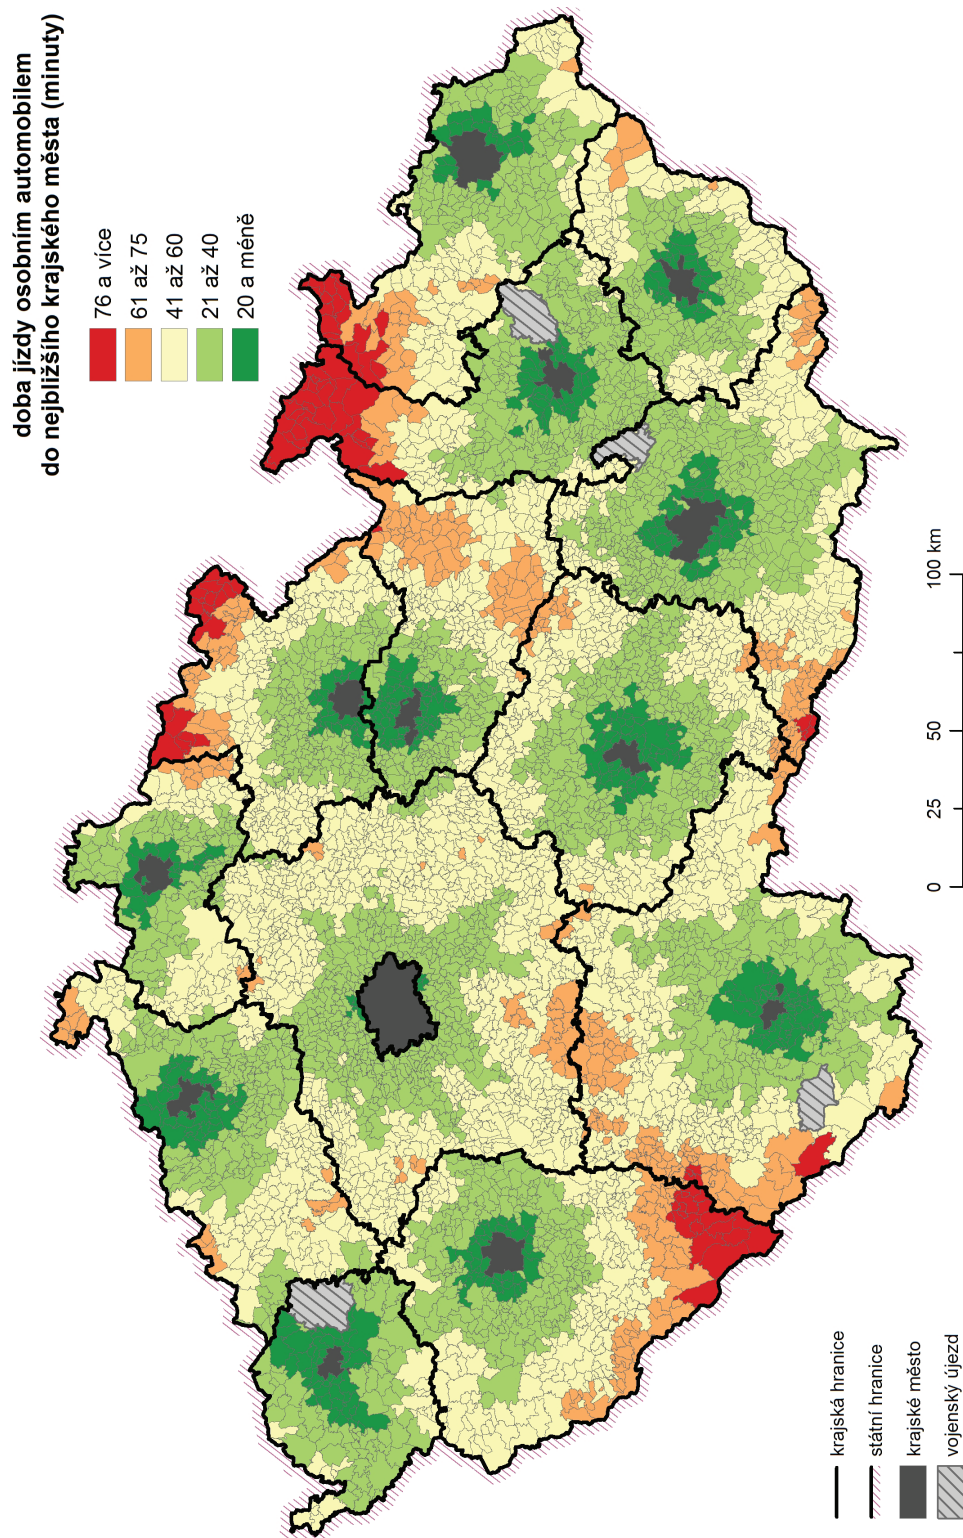 doba jízdy osobním automobilem
do nejbližšího krajského města (minuty)
76 a více
61 až 75
41 až 60
21 až 40
20 a méně
krajská hranice
státní hranice
krajské město
vojenský újezd
0 25 50 100 km